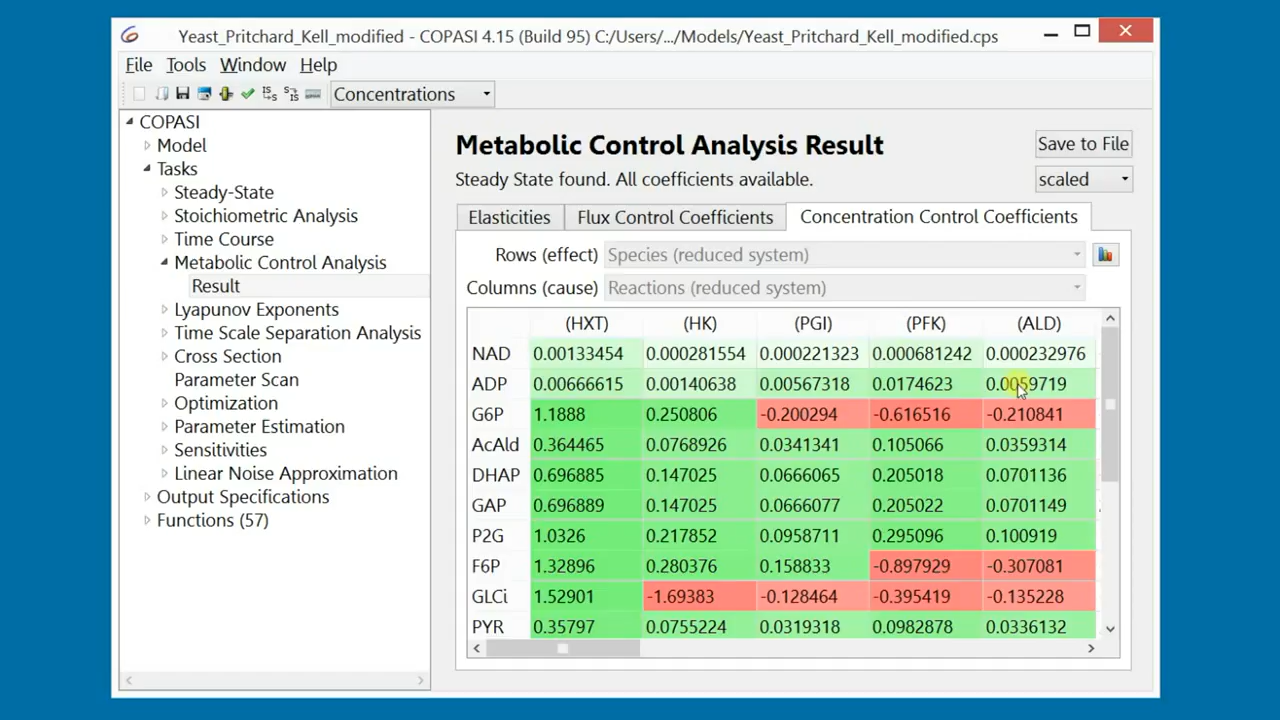 Yeast_Pritchard_Kell_modified - COPASI 4.15 (Build 95) C:/Users/.../Models/Yeast_Pritchard_Kell_modified.cps
File Tools Window Help
Concentrations
COPASI
Model
Tasks
Steady-State
Stoichiometric Analysis
Time Course
Metabolic Control Analysis
Result
Lyapunov Exponents
Time Scale Separation Analysis
Cross Section
Parameter Scan
Optimization
Parameter Estimation
Sensitivities
Linear Noise Approximation
Output Specifications
Functions (57)
Metabolic Control Analysis Result
Save to File
Steady State found. All coefficients available.
scaled
Elasticities Flux Control Coefficients Concentration Control Coefficients
Rows (effect) Species (reduced system)
Columns (cause) Reactions (reduced system)
(HXT) (HK) (PGI) (PFK) (ALD)
NAD 0.00133454 0.000281554 0.000221323 0.000681242 0.000232976
ADP 0.00666615 0.00140638 0.00567318 0.0174623 0.0059719
G6P 1.1888 0.250806 -0.200294 -0.616516 -0.210841
AcAld 0.364465 0.0768926 0.0341341 0.105066 0.0359314
DHAP 0.696885 0.147025 0.0666065 0.205018 0.0701136
GAP 0.696889 0.147025 0.0666077 0.205022 0.0701149
P2G 1.0326 0.217852 0.0958711 0.295096 0.100919
F6P 1.32896 0.280376 0.158833 -0.897929 -0.307081
GLCi 1.52901 -1.69383 -0.128464 -0.395419 -0.135228
PYR 0.35797 0.0755224 0.0319318 0.0982878 0.0336132